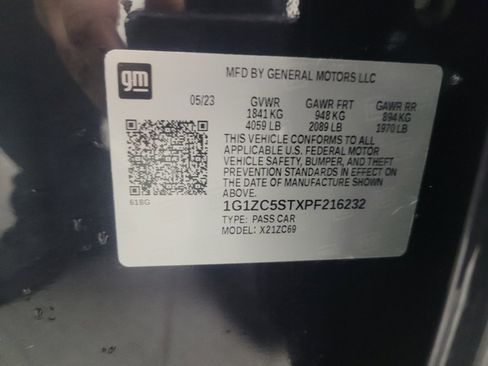 gm
MFD BY GENERAL MOTORS LLC
05/23 GVWR GAWR FRT GAWR RR
1841 KG 948 KG 894 KG
4059 LB 2089 LB 1970 LB
THIS VEHICLE CONFORMS TO ALL
APPLICABLE U.S. FEDERAL MOTOR
VEHICLE SAFETY, BUMPER, AND THEFT
PREVENTION STANDARDS IN EFFECT ON THE
DATE OF MANUFACTURE SHOWN
ABOVE.
61SG
1G1ZC5STXPF216232
TYPE: PASS CAR
MODEL: X21ZC69